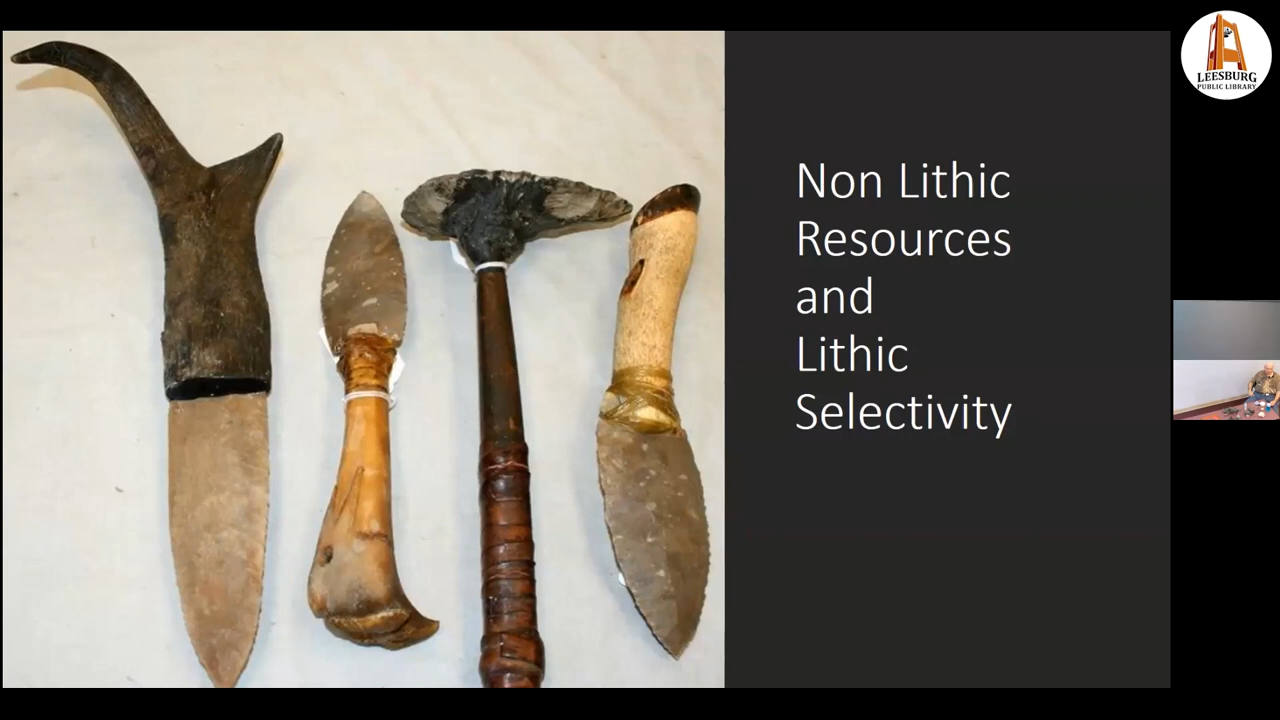 Non Lithic
Resources
and
Lithic
Selectivity
LEESBURG
PUBLIC LIBRARY